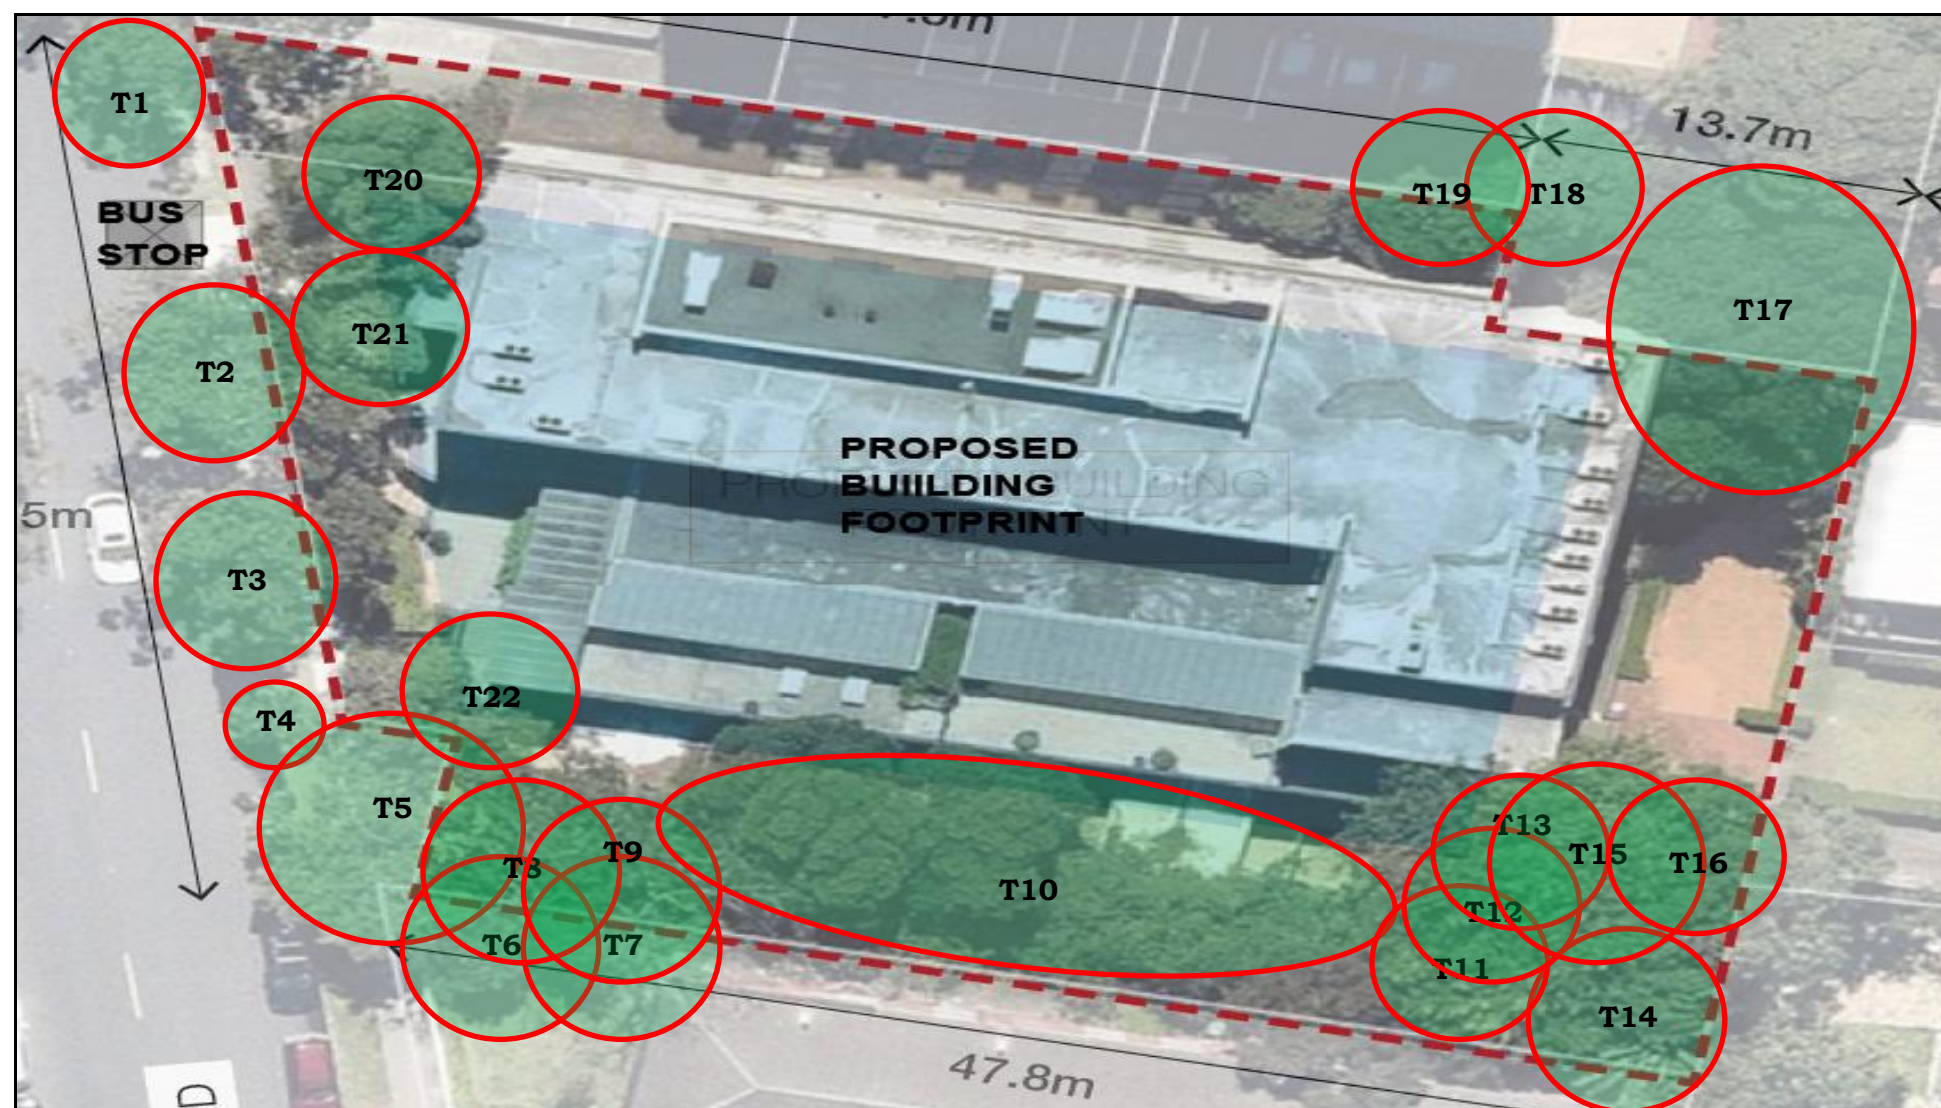 13.7m
T1
T20
T19
T18
BUS
STOP
T17
T21
T2
PROPOSED
BUIILDING
FOOTPRINT
5m
T3
T22
T4
T5
T9
T8
T10
T13
T15
T16
T12
T6
T7
T11
T14
47.8m
D